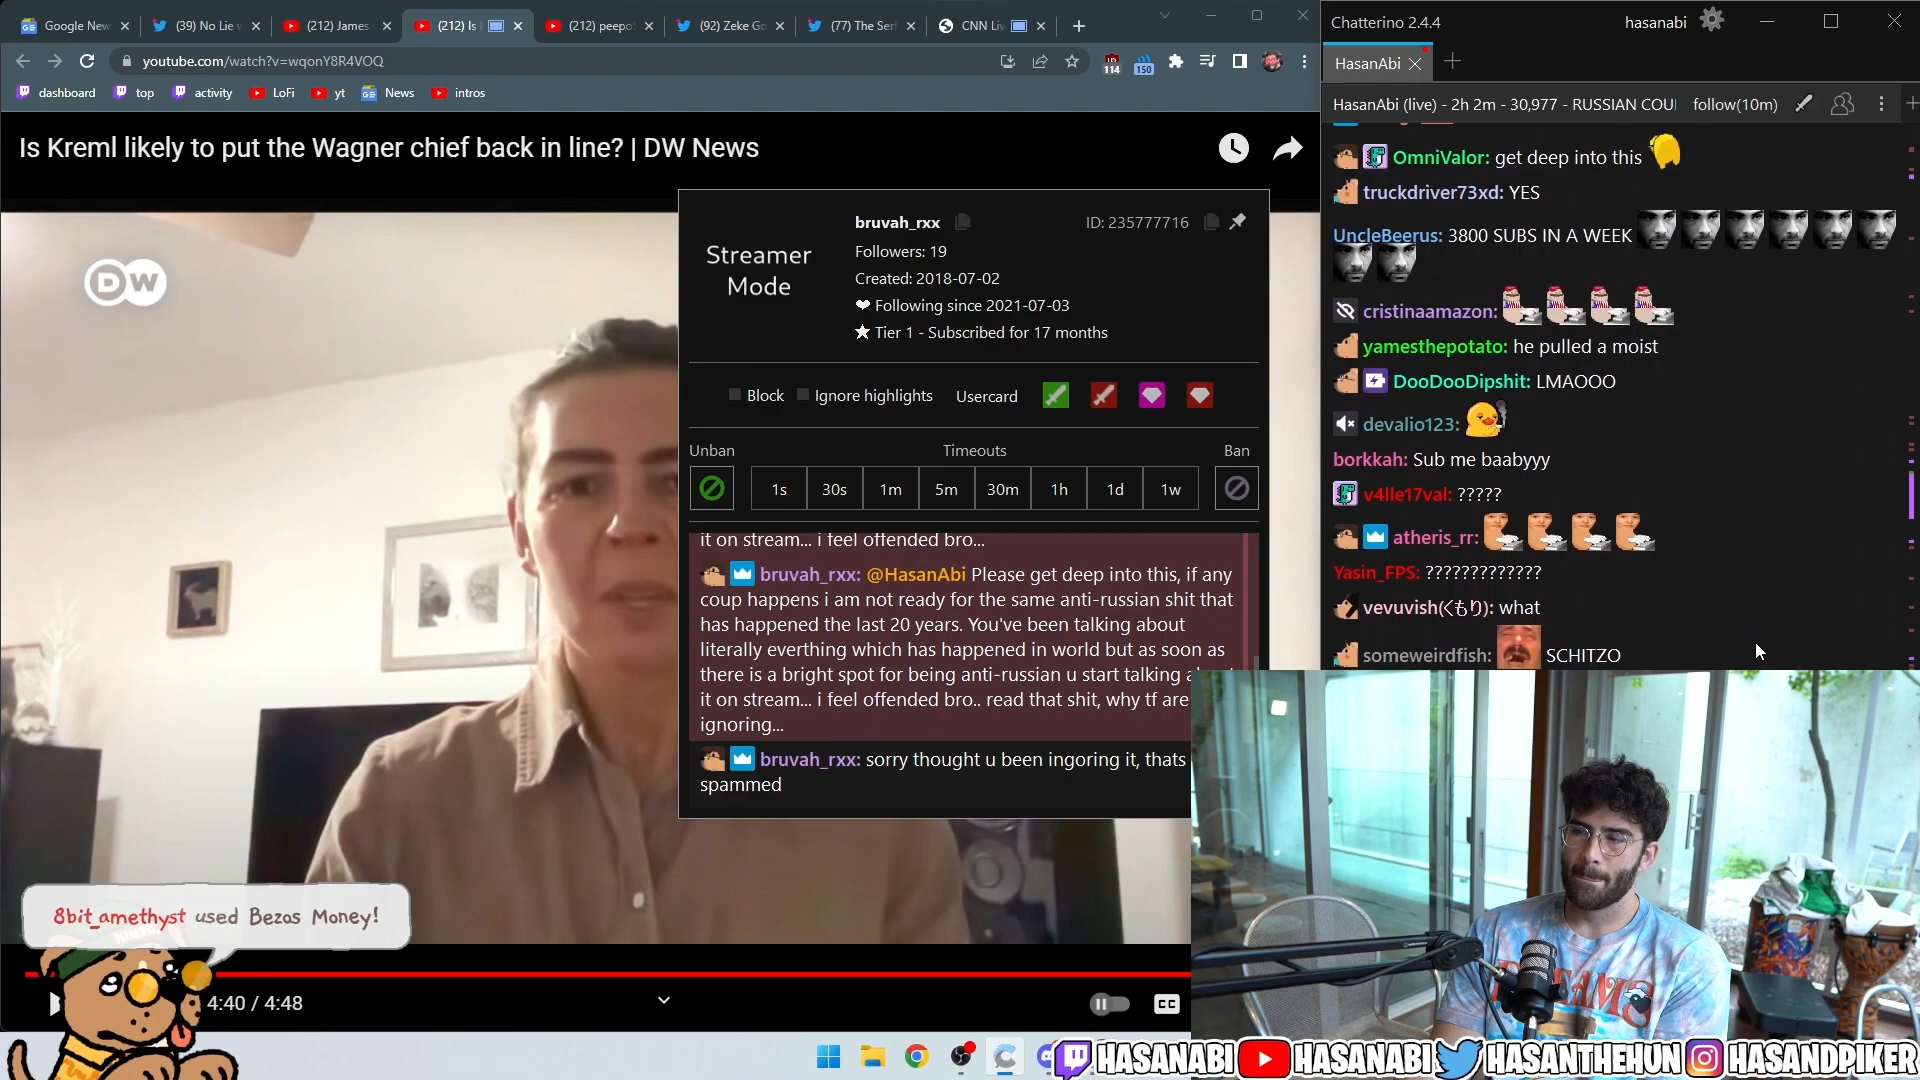 Google New
(39) No Lie w
(212) James
(212) Is
(212) peepo
(92) Zeke Go
(77) The Ser
CNN Liv
Chatterino 2.4.4
hasanabi
youtube.com/watch?v=wqonY8R4VOQ
114
150
HasanAbi
dashboard
top
activity
LoFi
yt
News
intros
HasanAbi (live) - 2h 2m - 30,977 - RUSSIAN COU
follow(10m)
Is Kreml likely to put the Wagner chief back in line? | DW News
DW
Streamer
Mode
bruvah_rxx
ID: 235777716
Followers: 19
Created: 2018-07-02
Following since 2021-07-03
Tier 1 - Subscribed for 17 months
Block
Ignore highlights
Usercard
Unban
Timeouts
Ban
1s
30s
1m
5m
30m
1h
1d
1w
it on stream... i feel offended bro...
bruvah_rxx: @HasanAbi Please get deep into this, if any
coup happens i am not ready for the same anti-russian shit that
has happened the last 20 years. You've been talking about
literally everthing which has happened in world but as soon as
there is a bright spot for being anti-russian u start talking
it on stream... i feel offended bro.. read that shit, why tf are
ignoring...
bruvah_rxx: sorry thought u been ingoring it, thats
spammed
OmniValor: get deep into this
truckdriver73xd: YES
UncleBeerus: 3800 SUBS IN A WEEK
cristinaamazon:
yamesthepotato: he pulled a moist
DooDooDipshit: LMAOOO
devalio123:
borkkah: Sub me baabyyy
v4lle17val: ?????
atheris_rr:
Yasin_FPS: ?????????????
vevuvish(くもり): what
someweirdfish: SCHITZO
8bit_amethyst used Bezos Money!
4:40 / 4:48
CC
HASANABI
HASANABI
HASANTHEHUN
HASANDPIKER